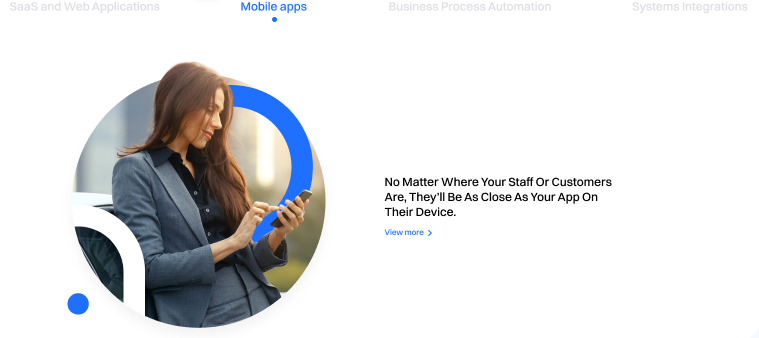 SaaS and Web Applications
Mobile apps
Business Process Automation
Systems Integrations
No Matter Where Your Staff Or Customers
Are, They'll Be As Close As Your App On
Their Device.
View more